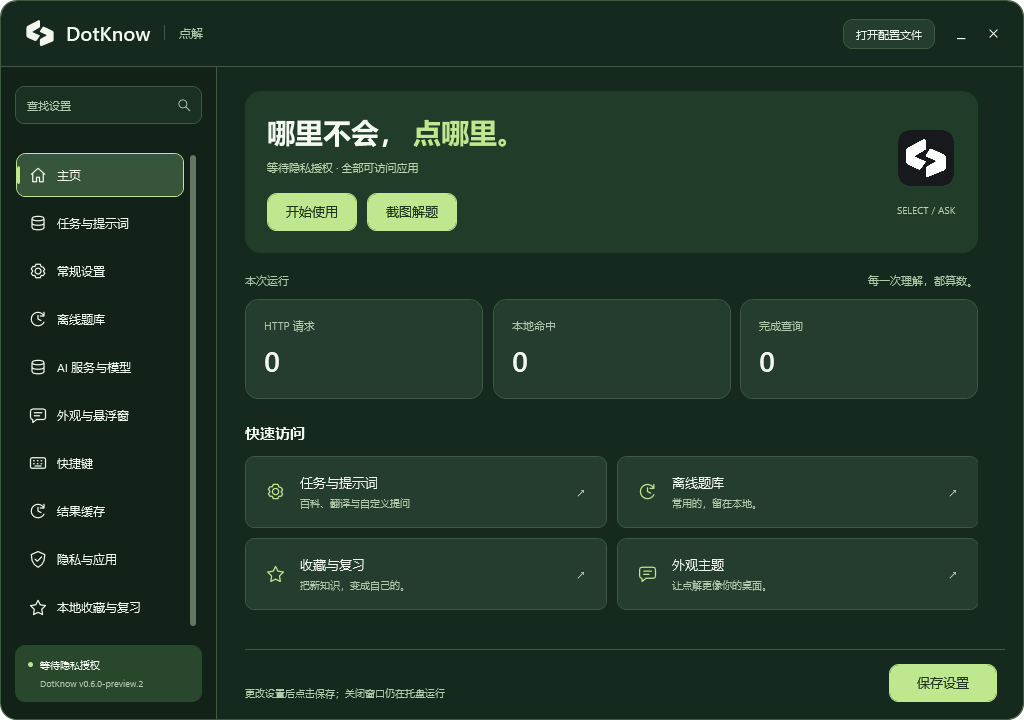 DotKnow
点解
打开配置文件
查找设置
主页
任务与提示词
常规设置
离线题库
AI 服务与模型
外观与悬浮窗
快捷键
结果缓存
隐私与应用
本地收藏与复习
等待隐私授权
DotKnow v0.6.0-preview.2
哪里不会，点哪里。
等待隐私授权 · 全部可访问应用
开始使用
截图解题
SELECT / ASK
本次运行
每一次理解，都算数。
HTTP 请求
0
本地命中
0
完成查询
0
快速访问
任务与提示词
百科、翻译与自定义提问
离线题库
常用的，留在本地。
收藏与复习
把新知识，变成自己的。
外观主题
让点解更像你的桌面。
更改设置后点击保存；关闭窗口仍在托盘运行
保存设置